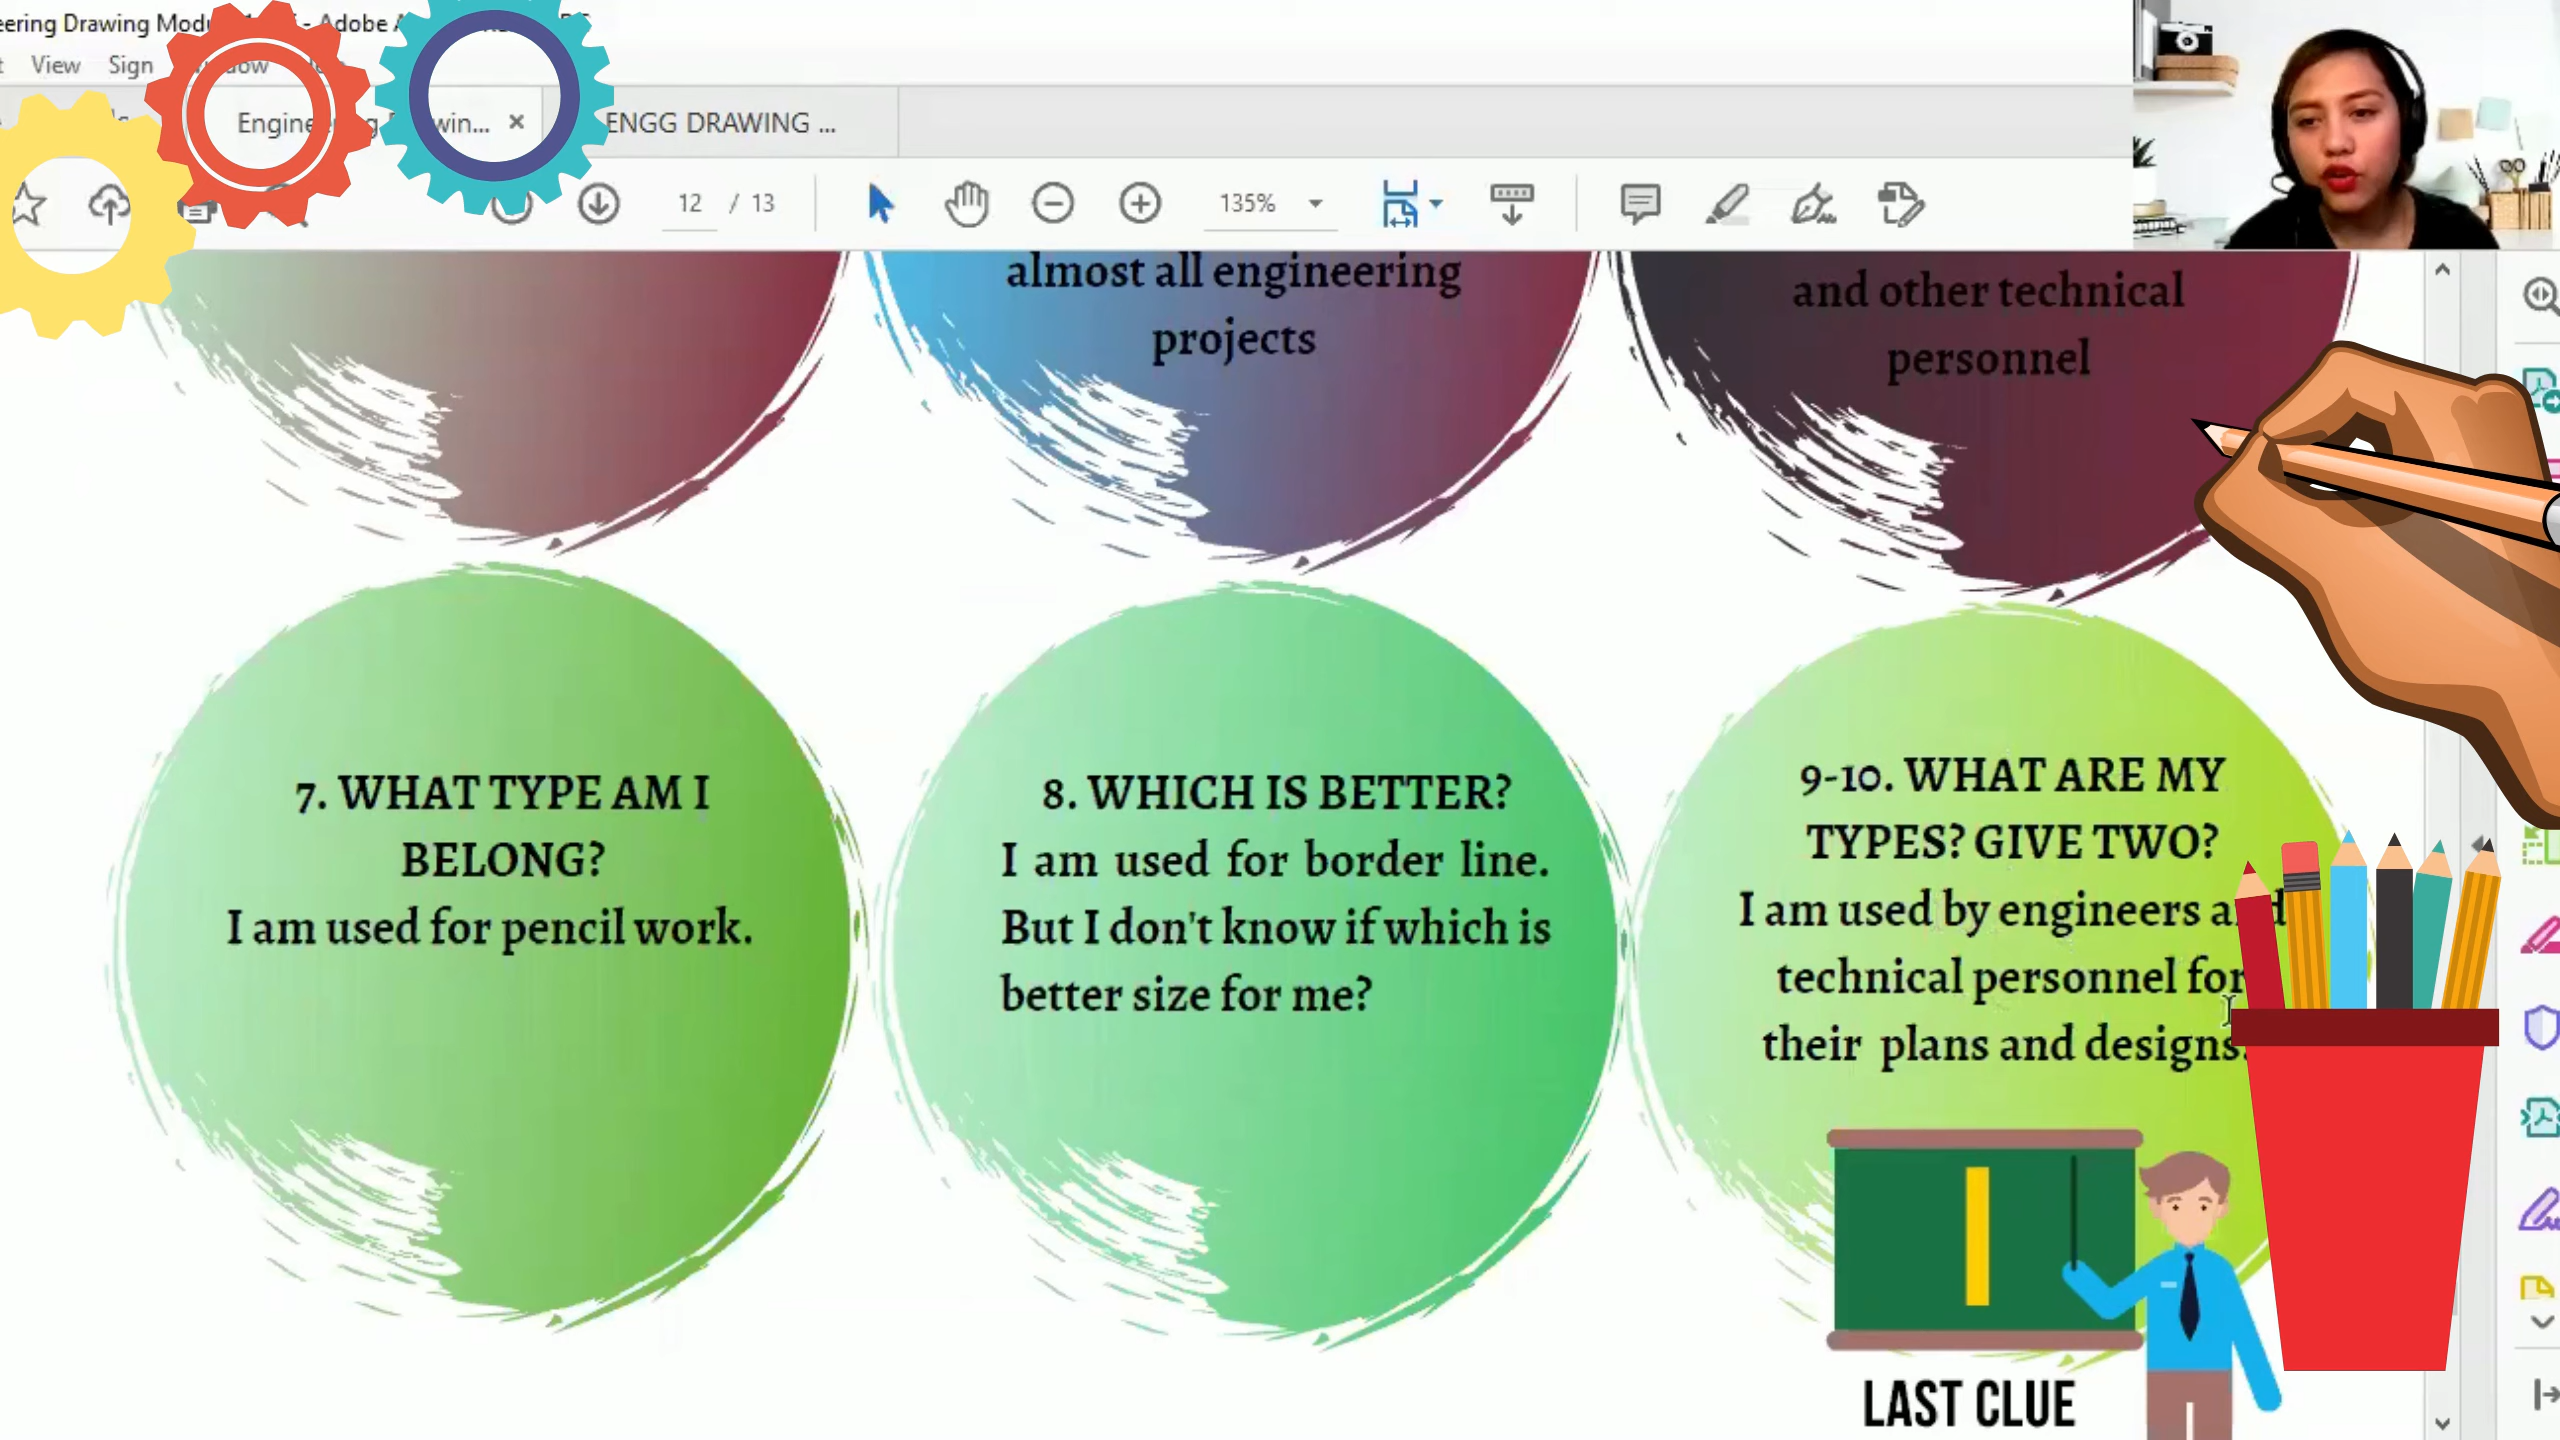 eering Drawing Mod - Adobe A
View Sign
Engine win... × ENGG DRAWING ...
12 / 13 135%
almost all engineering
projects
and other technical
personnel
7. WHAT TYPE AM I
BELONG?
I am used for pencil work.
8. WHICH IS BETTER?
I am used for border line.
But I don't know if which is
better size for me?
9-10. WHAT ARE MY
TYPES? GIVE TWO?
I am used by engineers a d
technical personnel for
their plans and designs.
LAST CLUE